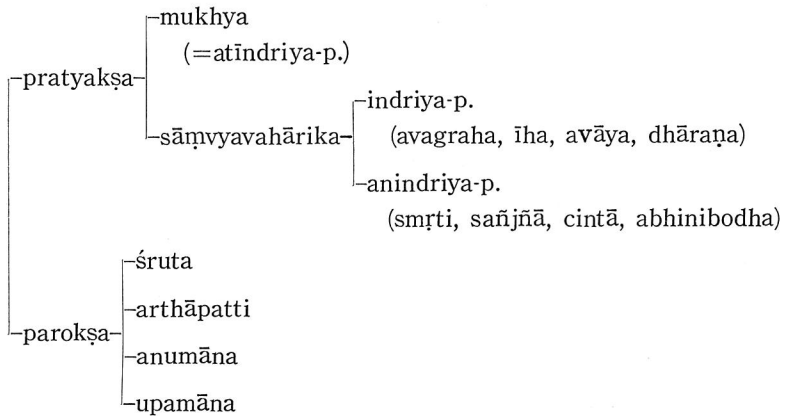 mukhya
(=atīndriya-p.)
pratyakṣa
indriya-p.
sāṃvyavahārika
(avagraha, īha, avāya, dhāraṇa)
anindriya-p.
(smṛti, sañjñā, cintā, abhinibodha)
śruta
arthāpatti
parokṣa
anumāna
upamāna